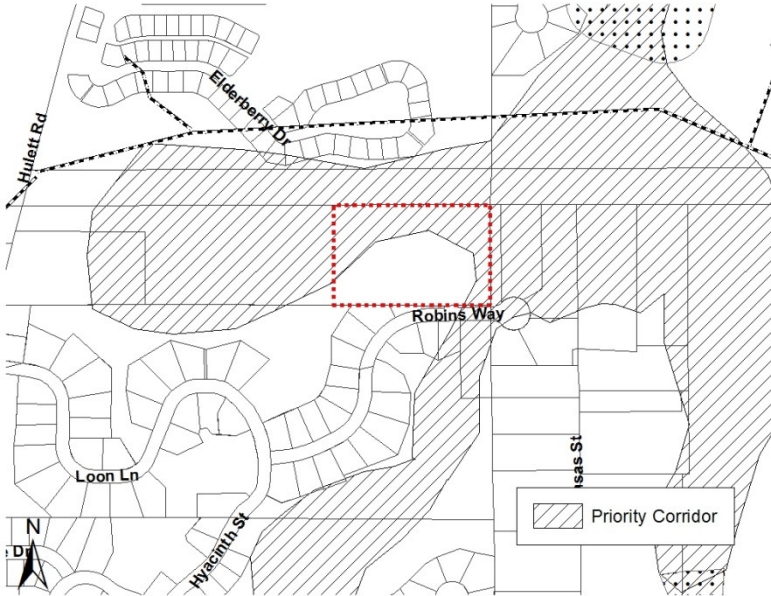 Elderberry Dr
Hulett Rd
Robins Way
Loon Ln
Hyacinth St
Priority Corridor
N